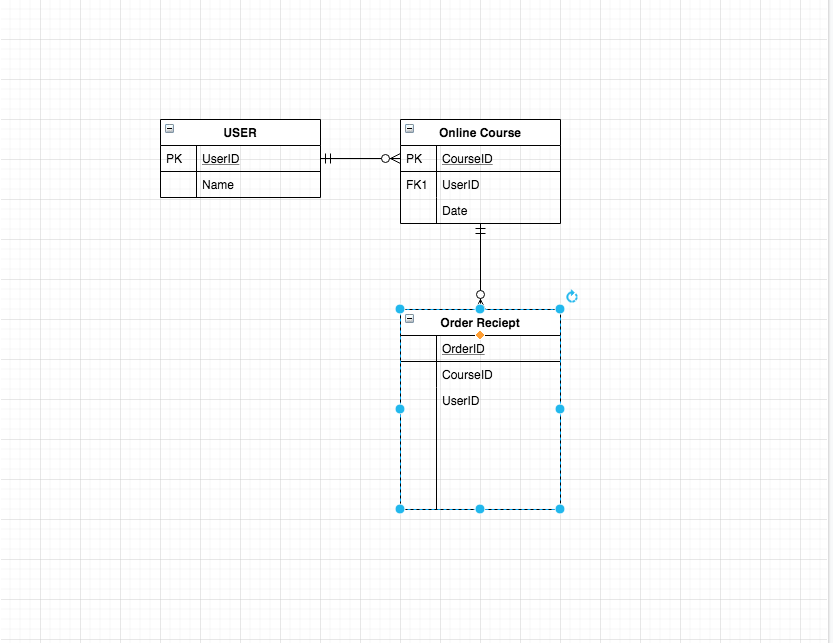 USER
PK UserID
Name
Online Course
PK CourseID
FK1 UserID
Date
Order Reciept
OrderID
CourseID
UserID